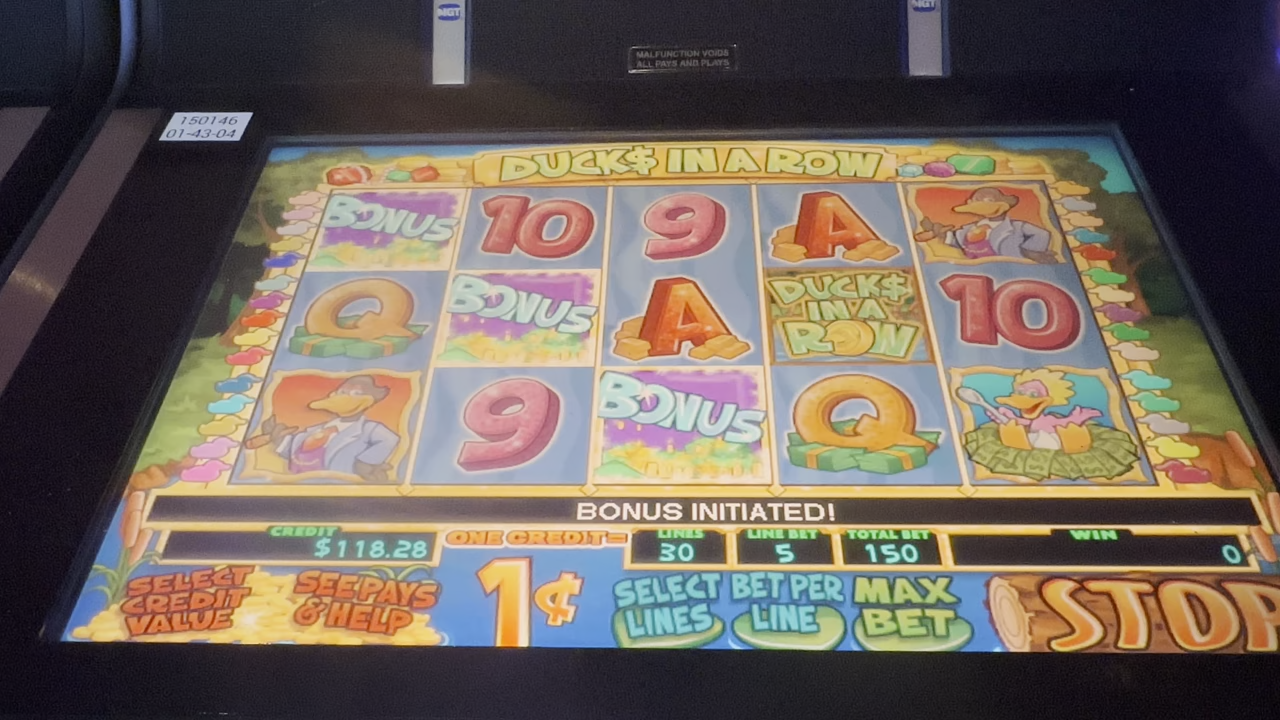 IGT
IGT
MALFUNCTION VOIDS
ALL PAYS AND PLAYS
150146
01-43-04
DUCK$ IN A ROW
BONUS 10 9 A
Q BONUS A DUCK$ IN A ROW 10
9 BONUS Q
BONUS INITIATED!
CREDIT ONE CREDIT = LINES LINE BET TOTAL BET WIN
$118.28 30 5 150 0
SELECT CREDIT VALUE
SEE PAYS & HELP
1¢
SELECT LINES
BET PER LINE
MAX BET
STOP